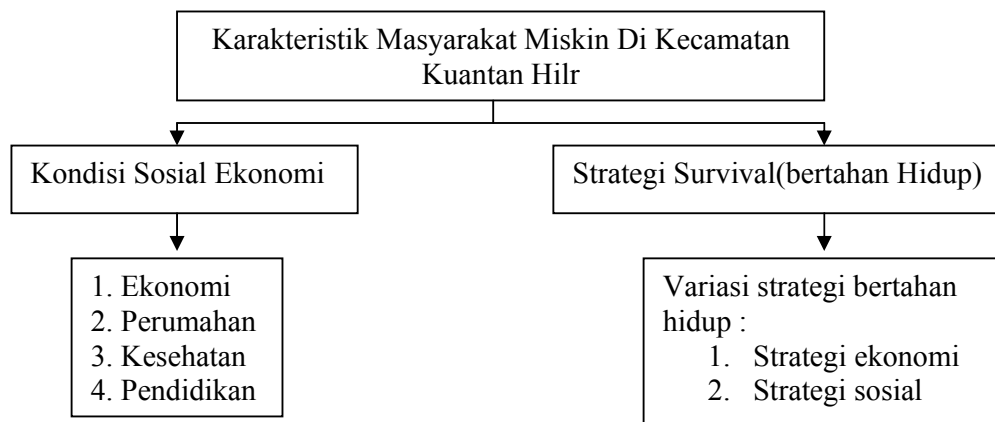 Karakteristik Masyarakat Miskin Di Kecamatan
Kuantan Hilr
Kondisi Sosial Ekonomi
Strategi Survival(bertahan Hidup)
1. Ekonomi
2. Perumahan
3. Kesehatan
4. Pendidikan
Variasi strategi bertahan
hidup :
1. Strategi ekonomi
2. Strategi sosial